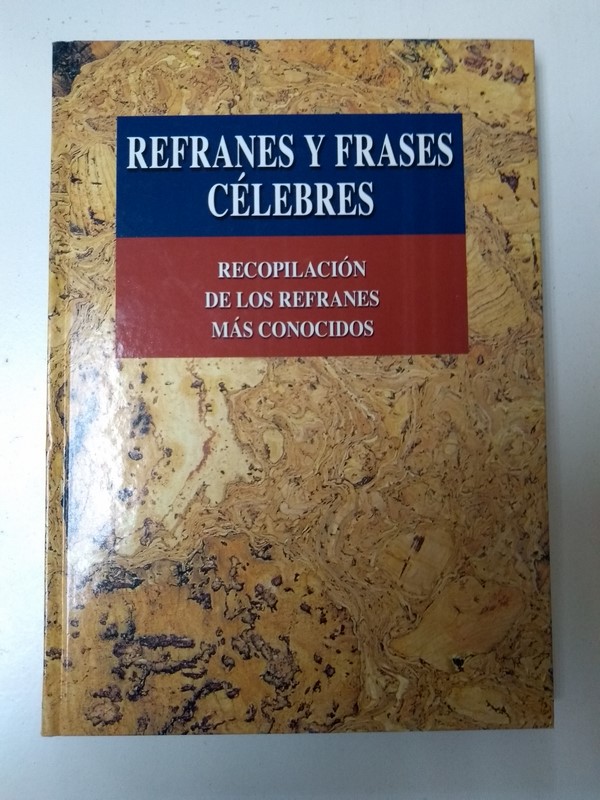 REFRANES Y FRASES
CÉLEBRES
RECOPILACIÓN
DE LOS REFRANES
MÁS CONOCIDOS